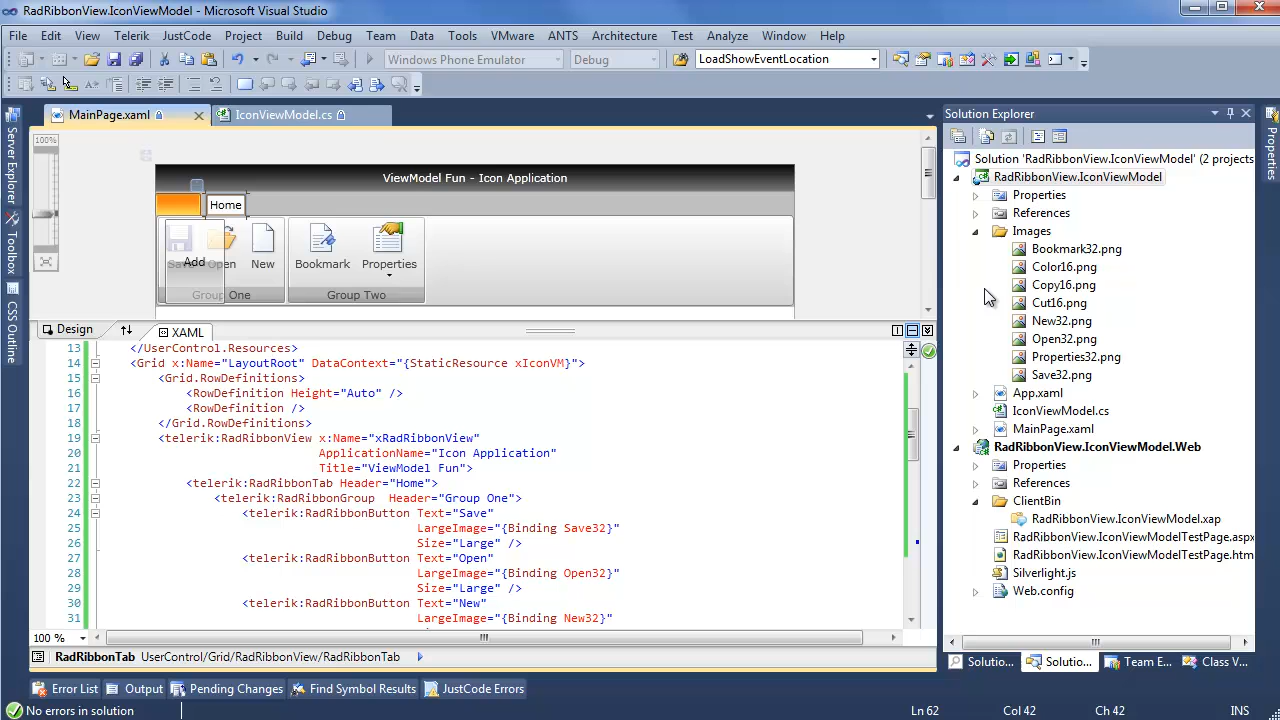 RadRibbonView.IconViewModel - Microsoft Visual Studio
File Edit View Telerik JustCode Project Build Debug Team Data Tools VMware ANTS Architecture Test Analyze Window Help
Windows Phone Emulator Debug LoadShowEventLocation
MainPage.xaml IconViewModel.cs
Solution Explorer
Server Explorer
Toolbox
CSS Outline
Properties
100%
ViewModel Fun - Icon Application
Home
Add
Open New Bookmark Properties
Group One Group Two
Design XAML
13 </UserControl.Resources>
14 <Grid x:Name="LayoutRoot" DataContext="{StaticResource xIconVM}">
15 <Grid.RowDefinitions>
16 <RowDefinition Height="Auto" />
17 <RowDefinition />
18 </Grid.RowDefinitions>
19 <telerik:RadRibbonView x:Name="xRadRibbonView"
20 ApplicationName="Icon Application"
21 Title="ViewModel Fun">
22 <telerik:RadRibbonTab Header="Home">
23 <telerik:RadRibbonGroup Header="Group One">
24 <telerik:RadRibbonButton Text="Save"
25 LargeImage="{Binding Save32}"
26 Size="Large" />
27 <telerik:RadRibbonButton Text="Open"
28 LargeImage="{Binding Open32}"
29 Size="Large" />
30 <telerik:RadRibbonButton Text="New"
31 LargeImage="{Binding New32}"
100 %
RadRibbonTab UserControl/Grid/RadRibbonView/RadRibbonTab
Solution 'RadRibbonView.IconViewModel' (2 projects
RadRibbonView.IconViewModel
Properties
References
Images
Bookmark32.png
Color16.png
Copy16.png
Cut16.png
New32.png
Open32.png
Properties32.png
Save32.png
App.xaml
IconViewModel.cs
MainPage.xaml
RadRibbonView.IconViewModel.Web
Properties
References
ClientBin
RadRibbonView.IconViewModel.xap
RadRibbonView.IconViewModelTestPage.aspx
RadRibbonView.IconViewModelTestPage.htm
Silverlight.js
Web.config
Solutio... Solutio... Team E... Class V...
Error List Output Pending Changes Find Symbol Results JustCode Errors
No errors in solution Ln 62 Col 42 Ch 42 INS